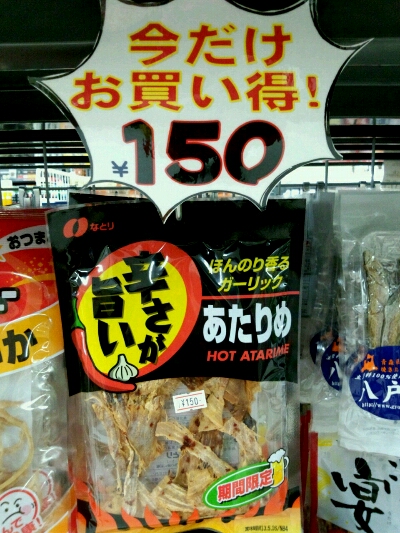 今だけ
お買い得!
¥150
なとり
辛さが
旨い
ほんのり香る
ガーリック
あたりめ
HOT ATARIME
¥150
期間限定
おつま
か
八戸
宴